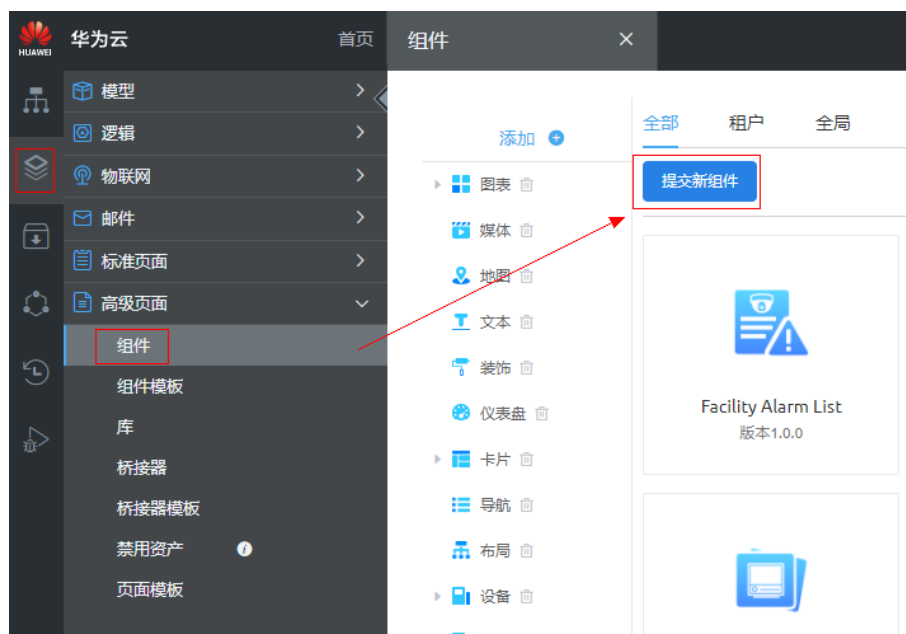 HUAWEI
华为云
首页
组件
模型
逻辑
物联网
邮件
标准页面
高级页面
组件
组件模板
库
桥接器
桥接器模板
禁用资产
页面模板
添加
图表
媒体
地图
文本
装饰
仪表盘
卡片
导航
布局
设备
全部 租户 全局
提交新组件
Facility Alarm List
版本1.0.0